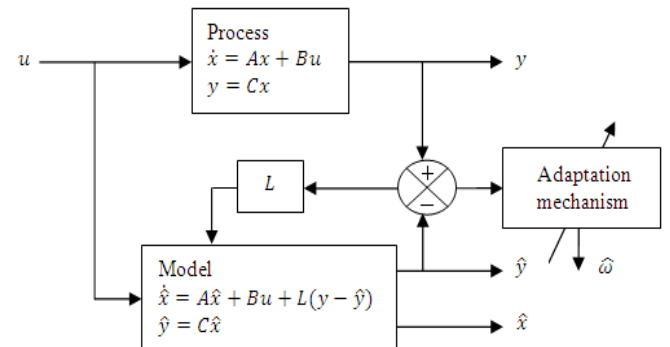 Process
u
ẋ = Ax + Bu
y = Cx
y
+
−
L
Adaptation
mechanism
Model
x̂̇ = Ax̂ + Bu + L(y − ŷ)
ŷ = Cx̂
ŷ
ω̂
x̂